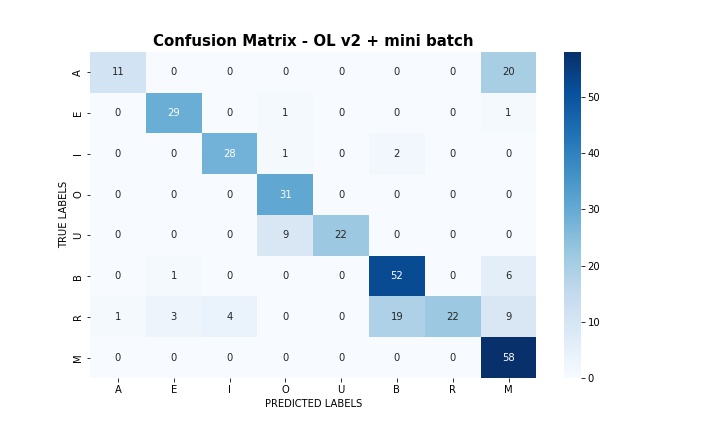 Confusion Matrix - OL v2 + mini batch
A 11 0 0 0 0 0 0 20
E 0 29 0 1 0 0 0 1
I 0 0 28 1 0 2 0 0
O 0 0 0 31 0 0 0 0
U 0 0 0 9 22 0 0 0
B 0 1 0 0 0 52 0 6
R 1 3 4 0 0 19 22 9
M 0 0 0 0 0 0 0 58
A E I O U B R M
TRUE LABELS
PREDICTED LABELS
50
40
30
20
10
0